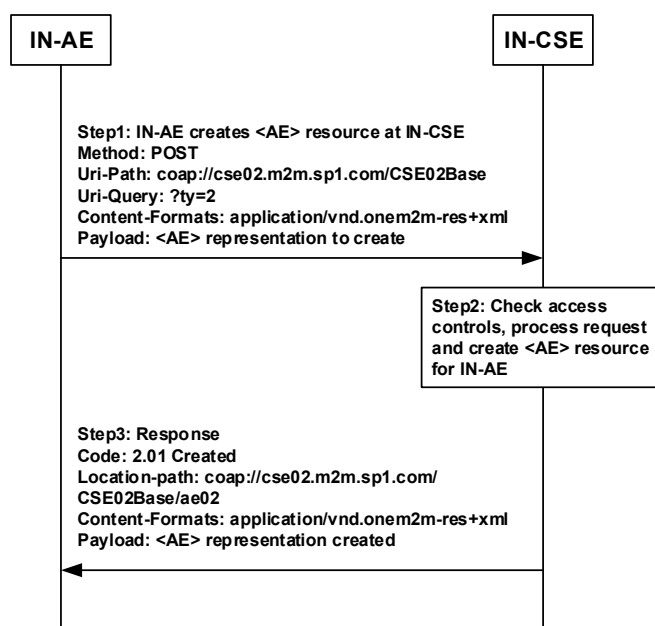 IN-AE
IN-CSE
Step1: IN-AE creates <AE> resource at IN-CSE
Method: POST
Uri-Path: coap://cse02.m2m.sp1.com/CSE02Base
Uri-Query: ?ty=2
Content-Formats: application/vnd.onem2m-res+xml
Payload: <AE> representation to create
Step2: Check access
controls, process request
and create <AE> resource
for IN-AE
Step3: Response
Code: 2.01 Created
Location-path: coap://cse02.m2m.sp1.com/
CSE02Base/ae02
Content-Formats: application/vnd.onem2m-res+xml
Payload: <AE> representation created